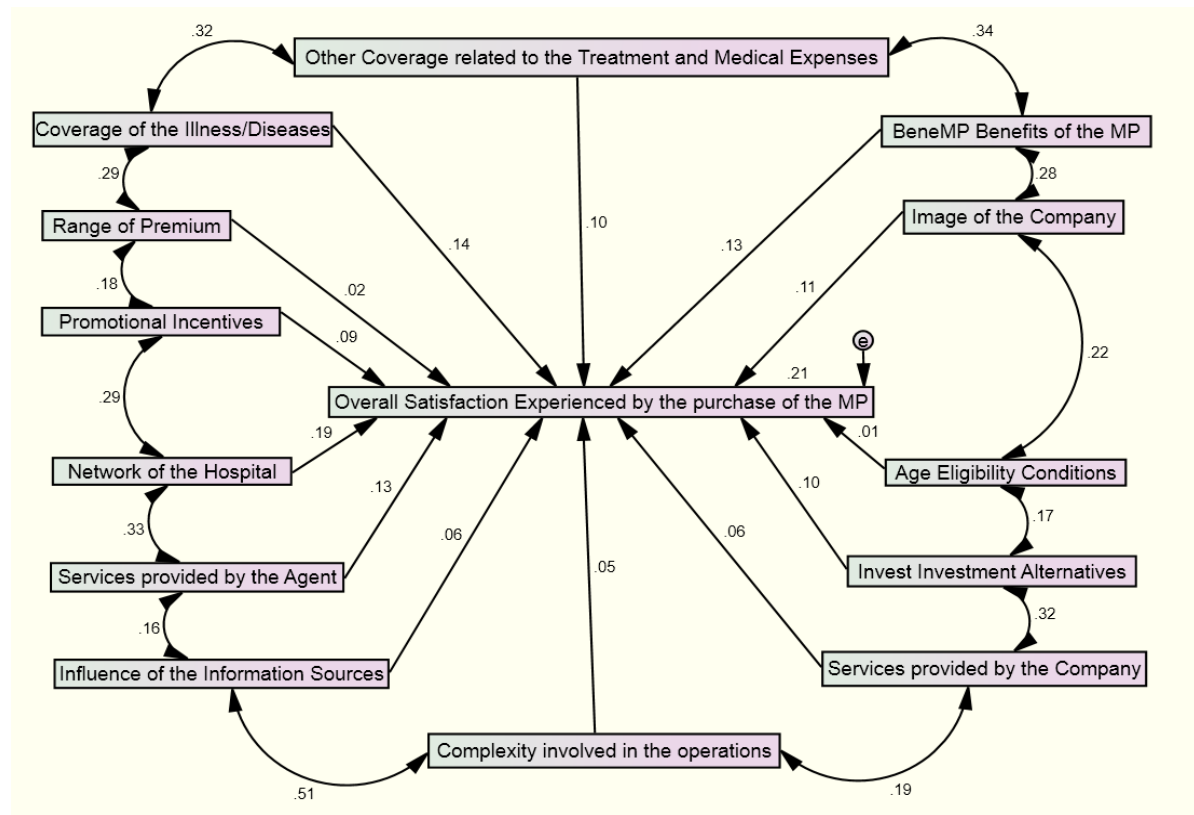 .32
.34
Other Coverage related to the Treatment and Medical Expenses
Coverage of the Illness/Diseases
BeneMP Benefits of the MP
.29
.28
Range of Premium
Image of the Company
.10
.14
.13
.18
.02
.11
Promotional Incentives
.09
e
.22
.21
.29
Overall Satisfaction Experienced by the purchase of the MP
.19
.01
Network of the Hospital
Age Eligibility Conditions
.13
.10
.33
.17
.06
.06
.05
Services provided by the Agent
Invest Investment Alternatives
.16
.32
Influence of the Information Sources
Services provided by the Company
Complexity involved in the operations
.51
.19